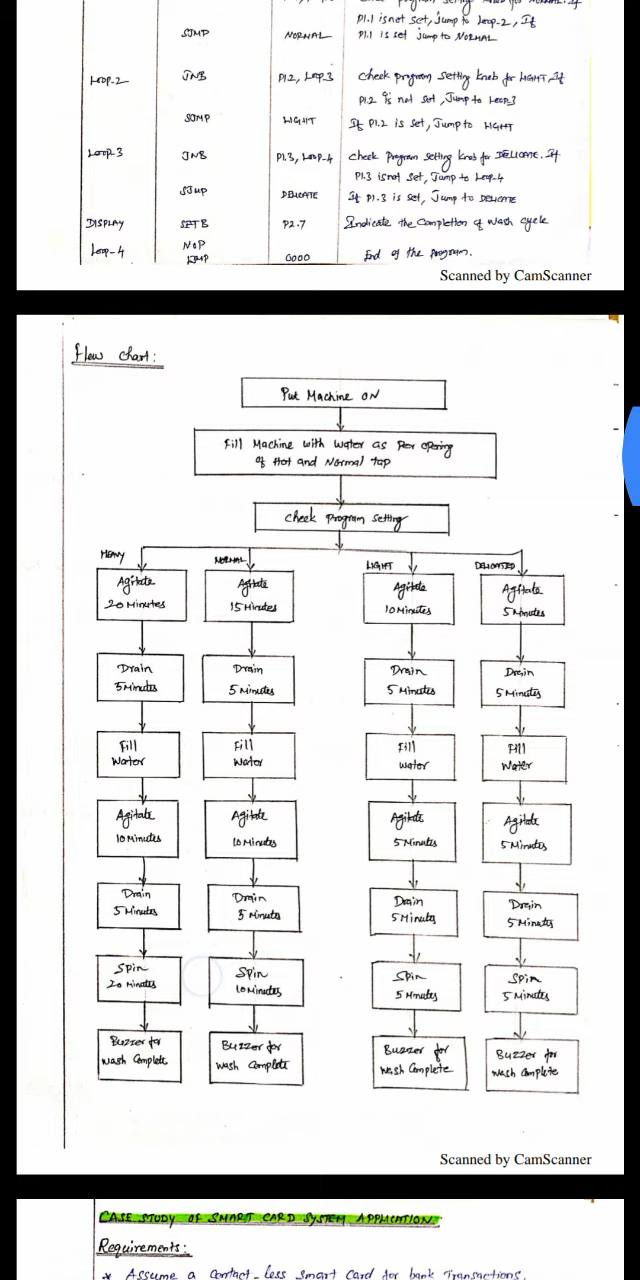 P1.1 is not set, jump to Loop-2, If
SJMP NORMAL P1.1 is set jump to NORMAL
Loop-2 JNB P1.2, Loop.3 Check program setting knob for LIGHT, If
P1.2 is not set, Jump to Loop3
SJMP LIGHT If P1.2 is set, Jump to LIGHT
Loop.3 JNB P1.3, Loop-4 Check Program setting knob for DELICATE. If
P1.3 is not set, Jump to Loop-4
SJMP DELICATE If P1.3 is set, Jump to DELICATE
DISPLAY SETB P2.7 Indicate the Completion of wash cycle
Loop-4 NOP
LJMP 0000 End of the program.
Scanned by CamScanner
Flow chart:
Put Machine ON
Fill Machine with Water as Per opening
of Hot and Normal tap
Check Program Setting
HEAVY NORMAL LIGHT DELICATED
Agitate Agitate Agitate Agitate
20 Minutes 15 Minutes 10 Minutes 5 Minutes
Drain Drain Drain Drain
5 Minutes 5 Minutes 5 Minutes 5 Minutes
Fill Fill Fill Fill
Water Water water Water
Agitate Agitate Agitate Agitate
10 Minutes 10 Minutes 5 Minutes 5 Minutes
Drain Drain Drain Drain
5 Minutes 5 Minutes 5 Minutes 5 Minutes
Spin Spin Spin Spin
20 Minutes 10 Minutes 5 Minutes 5 Minutes
Buzzer for Buzzer for Buzzer for Buzzer for
wash Complete wash Complete wash Complete wash Complete
Scanned by CamScanner
CASE STUDY OF SMART CARD SYSTEM APPLICATION
Requirements:
* Assume a contact-less smart card for bank Transactions.